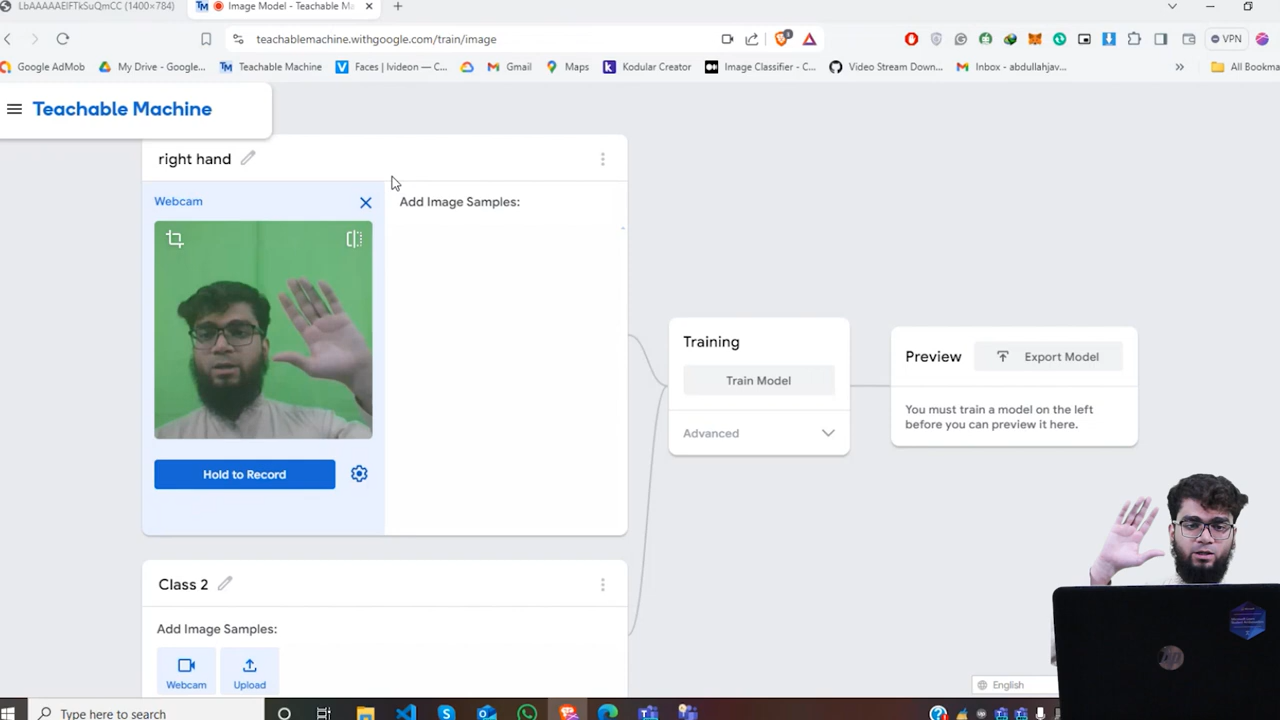 LbAAAAAElFTkSuQmCC (1400×784)
Image Model - Teachable Ma
teachablemachine.withgoogle.com/train/image
VPN
Google AdMob
My Drive - Google...
Teachable Machine
Faces | Ivideon — C...
Gmail
Maps
Kodular Creator
Image Classifier - C...
Video Stream Down...
Inbox - abdullahjav...
»
All Bookma
Teachable Machine
right hand
Webcam
Add Image Samples:
Hold to Record
Training
Train Model
Advanced
Preview
Export Model
You must train a model on the left
before you can preview it here.
Class 2
Add Image Samples:
Webcam
Upload
English
Type here to search